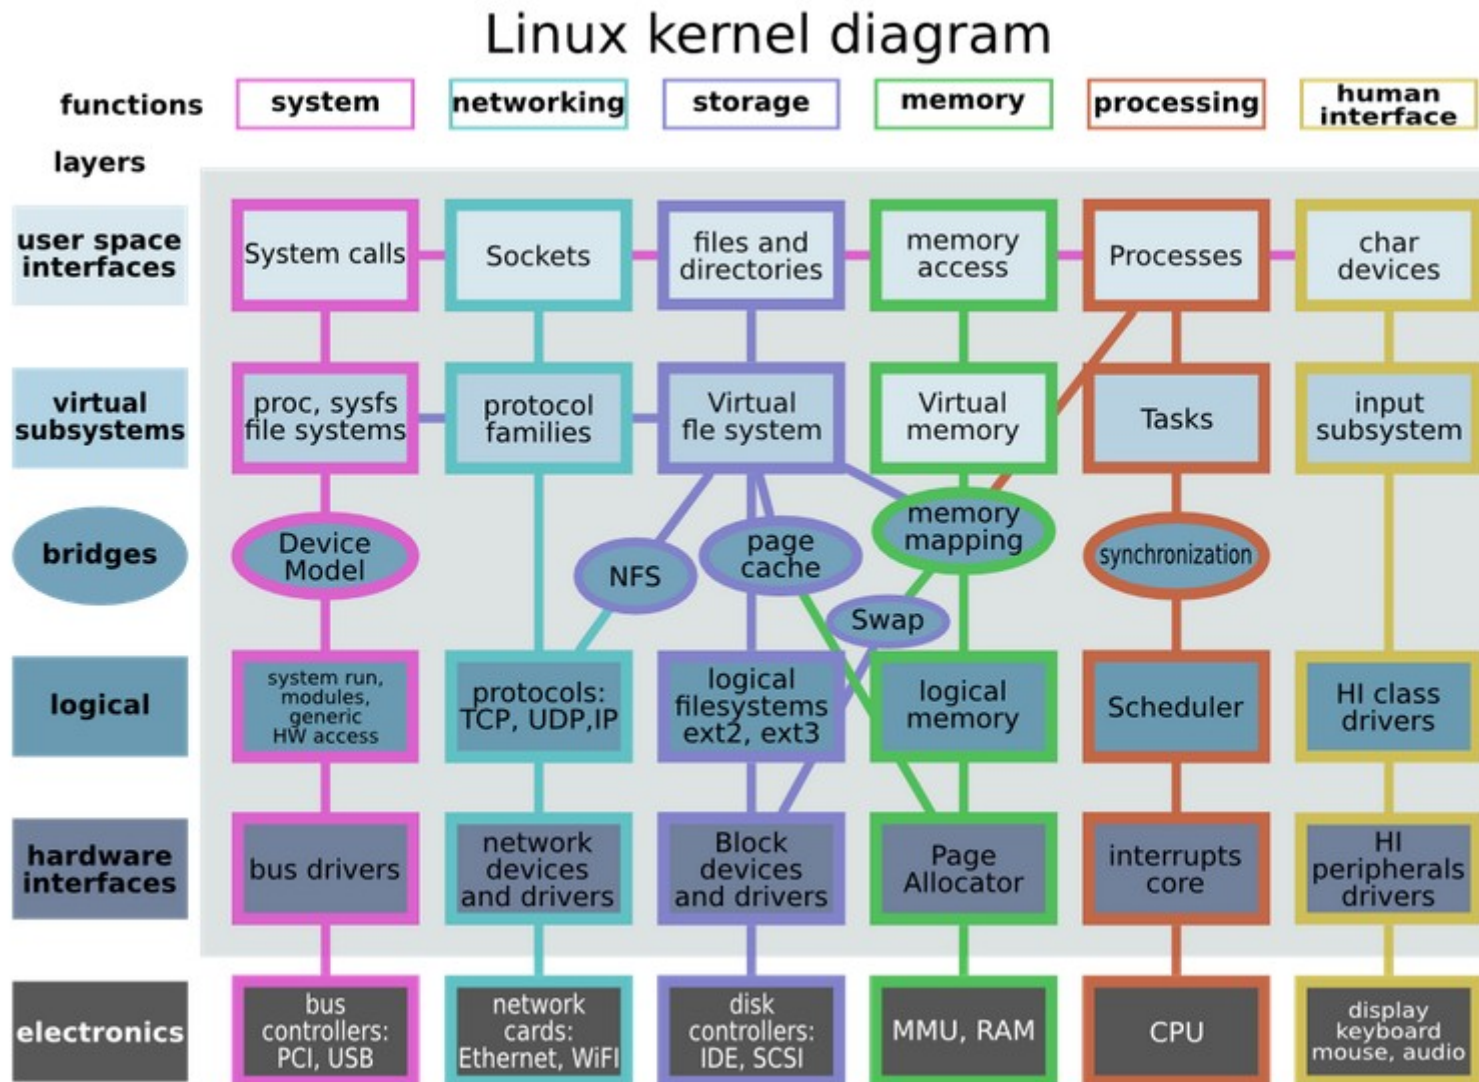 Linux kernel diagram
functions
system
networking
storage
memory
processing
human
interface
layers
user space
interfaces
System calls
Sockets
files and
directories
memory
access
Processes
char
devices
virtual
subsystems
proc, sysfs
file systems
protocol
families
Virtual
fle system
Virtual
memory
Tasks
input
subsystem
bridges
Device
Model
NFS
page
cache
memory
mapping
Swap
synchronization
logical
system run,
modules,
generic
HW access
protocols:
TCP, UDP,IP
logical
filesystems
ext2, ext3
logical
memory
Scheduler
HI class
drivers
hardware
interfaces
bus drivers
network
devices
and drivers
Block
devices
and drivers
Page
Allocator
interrupts
core
HI
peripherals
drivers
electronics
bus
controllers:
PCI, USB
network
cards:
Ethernet, WiFI
disk
controllers:
IDE, SCSI
MMU, RAM
CPU
display
keyboard
mouse, audio